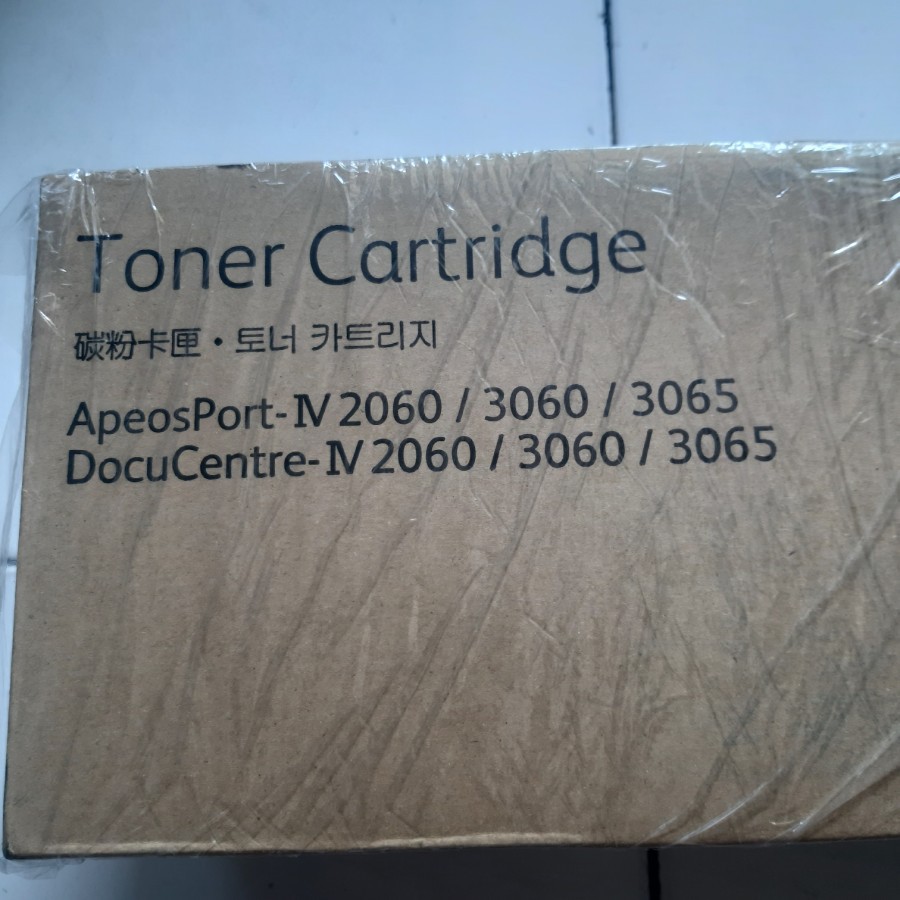 Toner Cartridge
碳粉卡匣・토너 카트리지
ApeosPort-Ⅳ 2060 / 3060 / 3065
DocuCentre-Ⅳ 2060 / 3060 / 3065